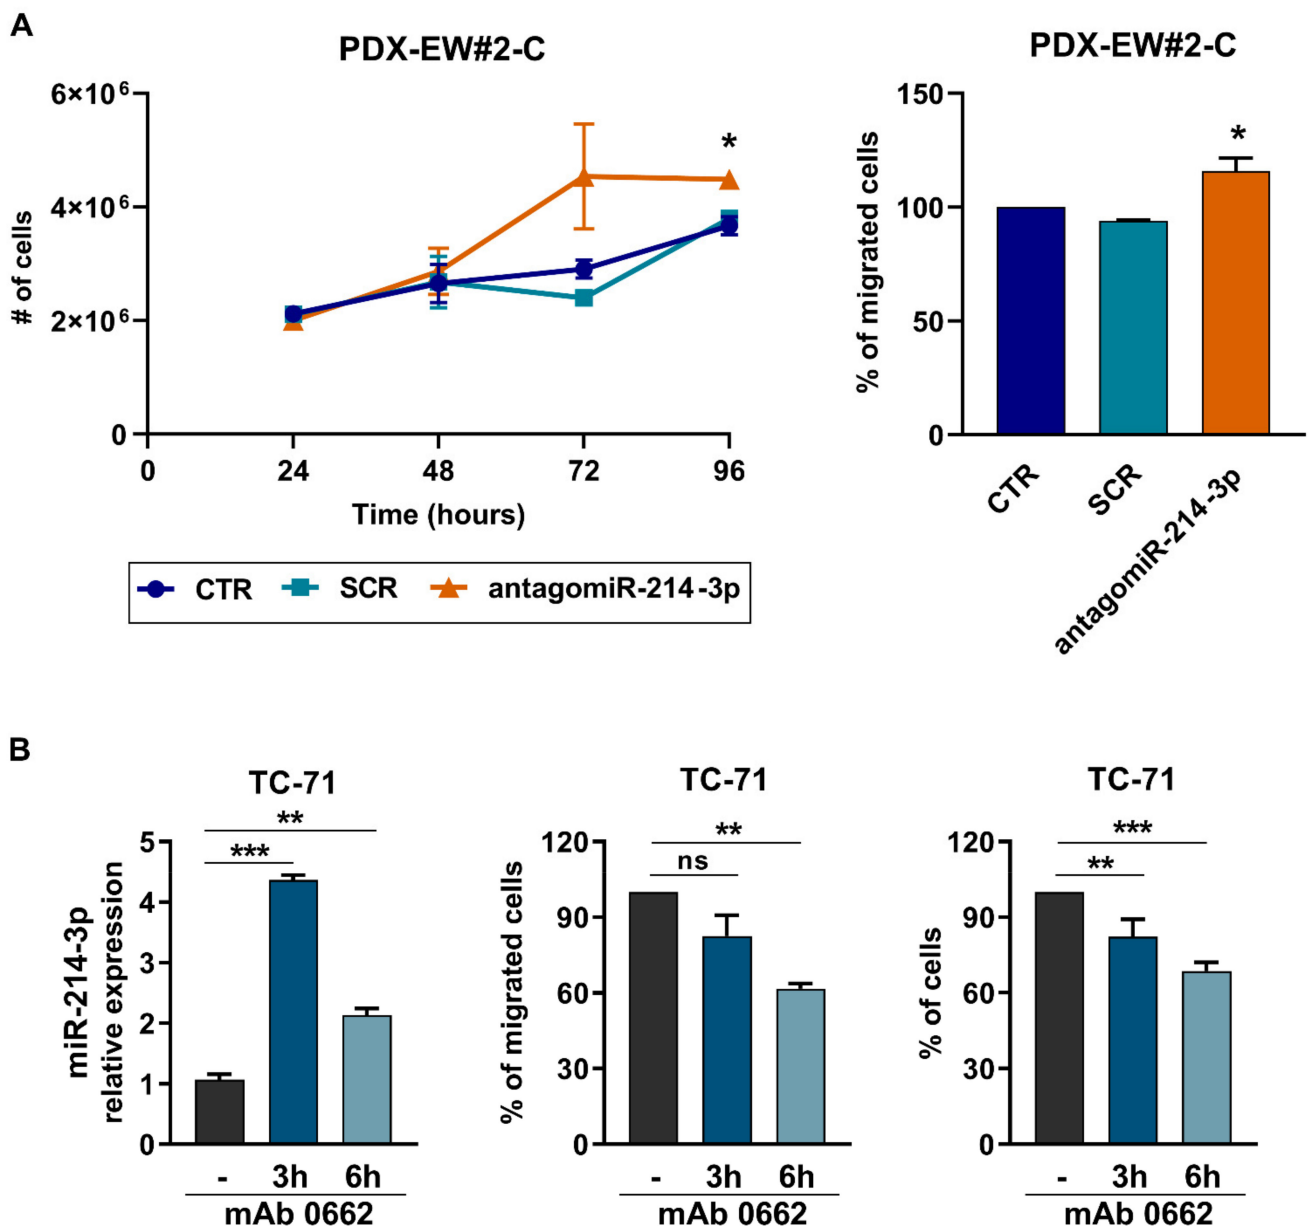 A
PDX-EW#2-C
6×10⁶
4×10⁶
2×10⁶
0
# of cells
*
0 24 48 72 96
Time (hours)
CTR SCR antagomiR-214-3p
PDX-EW#2-C
150
100
50
0
% of migrated cells
*
CTR
SCR
antagomiR-214-3p
B
TC-71
5
4
3
2
1
0
miR-214-3p
relative expression
**
***
- 3h 6h
mAb 0662
TC-71
120
90
60
30
0
% of migrated cells
**
ns
- 3h 6h
mAb 0662
TC-71
120
90
60
30
0
% of cells
***
**
- 3h 6h
mAb 0662